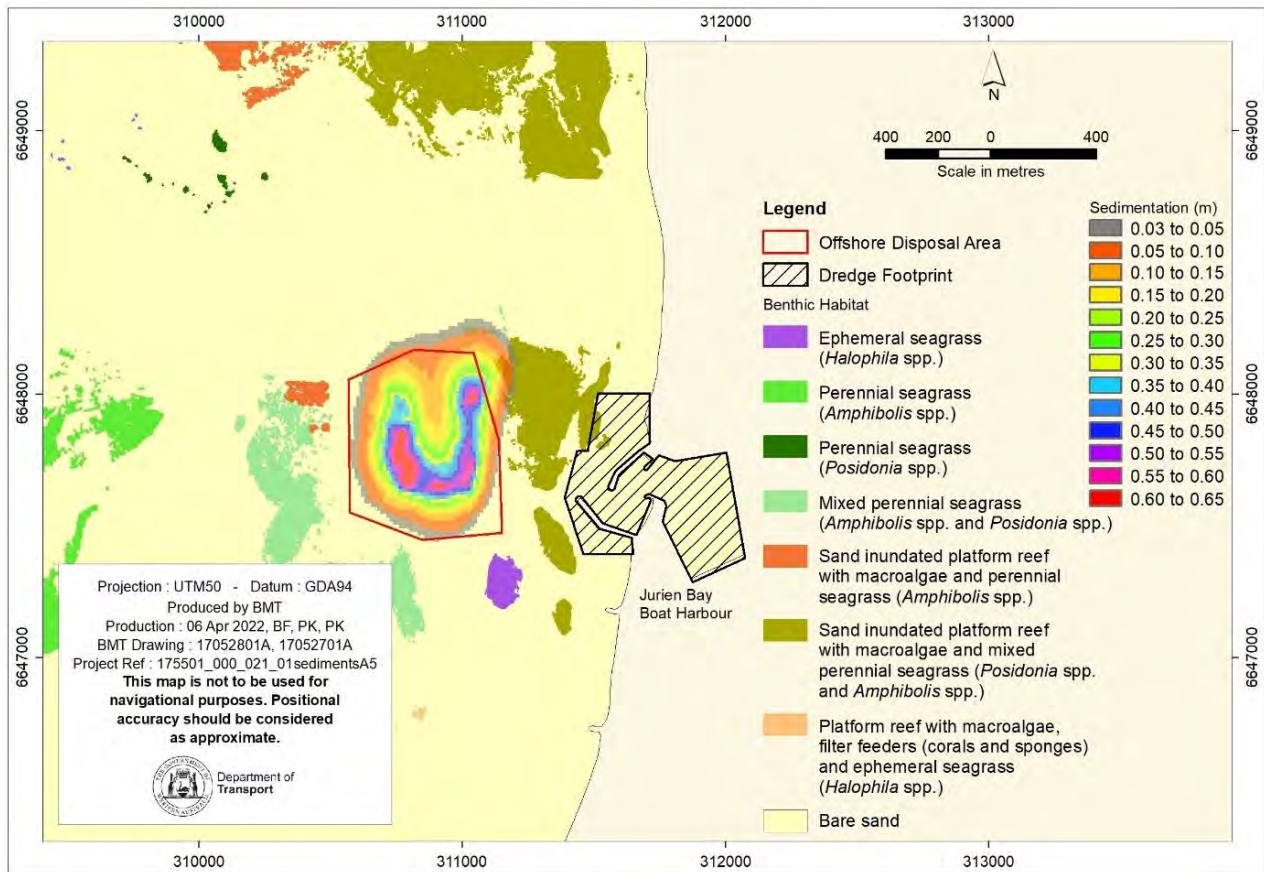 310000 311000 312000 313000
6649000
6648000
6647000
6649000
6648000
6647000
N
400 200 0 400
Scale in metres
Legend
Offshore Disposal Area
Dredge Footprint
Benthic Habitat
Ephemeral seagrass
(Halophila spp.)
Perennial seagrass
(Amphibolis spp.)
Perennial seagrass
(Posidonia spp.)
Mixed perennial seagrass
(Amphibolis spp. and Posidonia spp.)
Sand inundated platform reef
with macroalgae and perennial
seagrass (Amphibolis spp.)
Sand inundated platform reef
with macroalgae and mixed
perennial seagrass (Posidonia spp.
and Amphibolis spp.)
Platform reef with macroalgae,
filter feeders (corals and sponges)
and ephemeral seagrass
(Halophila spp.)
Bare sand
Sedimentation (m)
0.03 to 0.05
0.05 to 0.10
0.10 to 0.15
0.15 to 0.20
0.20 to 0.25
0.25 to 0.30
0.30 to 0.35
0.35 to 0.40
0.40 to 0.45
0.45 to 0.50
0.50 to 0.55
0.55 to 0.60
0.60 to 0.65
Jurien Bay
Boat Harbour
Projection : UTM50 - Datum : GDA94
Produced by BMT
Production : 06 Apr 2022, BF, PK, PK
BMT Drawing : 17052801A, 17052701A
Project Ref : 175501_000_021_01sedimentsA5
This map is not to be used for
navigational purposes. Positional
accuracy should be considered
as approximate.
THE GOVERNMENT OF
WESTERN AUSTRALIA
Department of
Transport
310000 311000 312000 313000